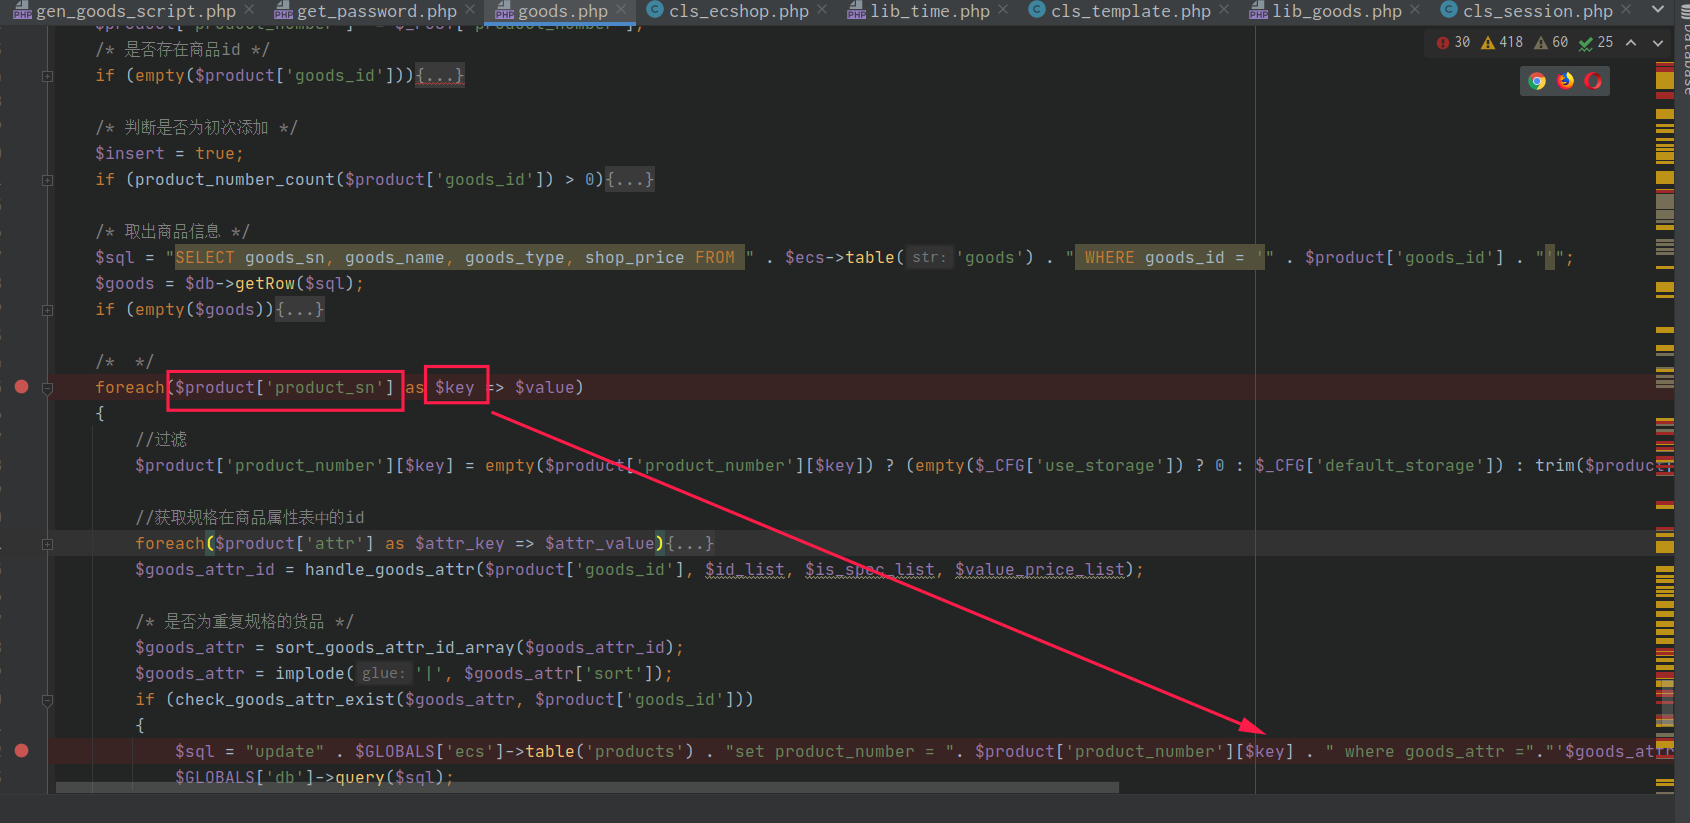 gen_goods_script.php get_password.php goods.php cls_ecshop.php lib_time.php cls_template.php lib_goods.php cls_session.php
/* 是否存在商品id */
30 418 60 25
if (empty($product['goods_id'])){...}
/* 判断是否为初次添加 */
$insert = true;
if (product_number_count($product['goods_id']) > 0){...}
/* 取出商品信息 */
$sql = "SELECT goods_sn, goods_name, goods_type, shop_price FROM " . $ecs->table( str: 'goods') . " WHERE goods_id = '" . $product['goods_id'] . "'";
$goods = $db->getRow($sql);
if (empty($goods)){...}
/*  */
foreach($product['product_sn'] as $key => $value)
{
//过滤
$product['product_number'][$key] = empty($product['product_number'][$key]) ? (empty($_CFG['use_storage']) ? 0 : $_CFG['default_storage']) : trim($product[
//获取规格在商品属性表中的id
foreach($product['attr'] as $attr_key => $attr_value){...}
$goods_attr_id = handle_goods_attr($product['goods_id'], $id_list, $is_spec_list, $value_price_list);
/* 是否为重复规格的货品 */
$goods_attr = sort_goods_attr_id_array($goods_attr_id);
$goods_attr = implode( glue: '|', $goods_attr['sort']);
if (check_goods_attr_exist($goods_attr, $product['goods_id']))
{
$sql = "update" . $GLOBALS['ecs']->table('products') . "set product_number = ". $product['product_number'][$key] . " where goods_attr ="."'$goods_attr
$GLOBALS['db']->query($sql);
Database